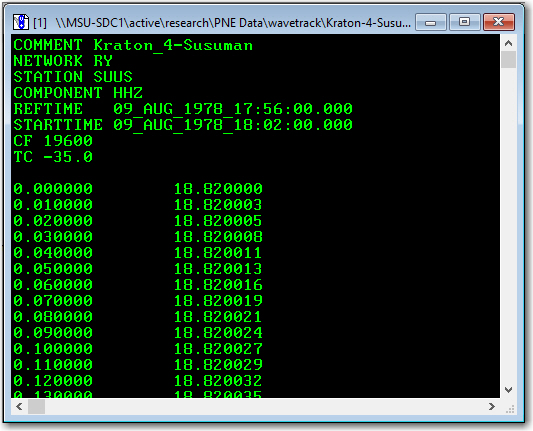 [1] \\MSU-SDC1\active\research\PNE Data\wavetrack\Kraton-4-Susu...
COMMENT Kraton_4-Susuman
NETWORK RY
STATION SUUS
COMPONENT HHZ
REFTIME 09_AUG_1978_17:56:00.000
STARTTIME 09_AUG_1978_18:02:00.000
CF 19600
TC -35.0
0.000000 18.820000
0.010000 18.820003
0.020000 18.820005
0.030000 18.820008
0.040000 18.820011
0.050000 18.820013
0.060000 18.820016
0.070000 18.820019
0.080000 18.820021
0.090000 18.820024
0.100000 18.820027
0.110000 18.820029
0.120000 18.820032
0.130000 18.820035